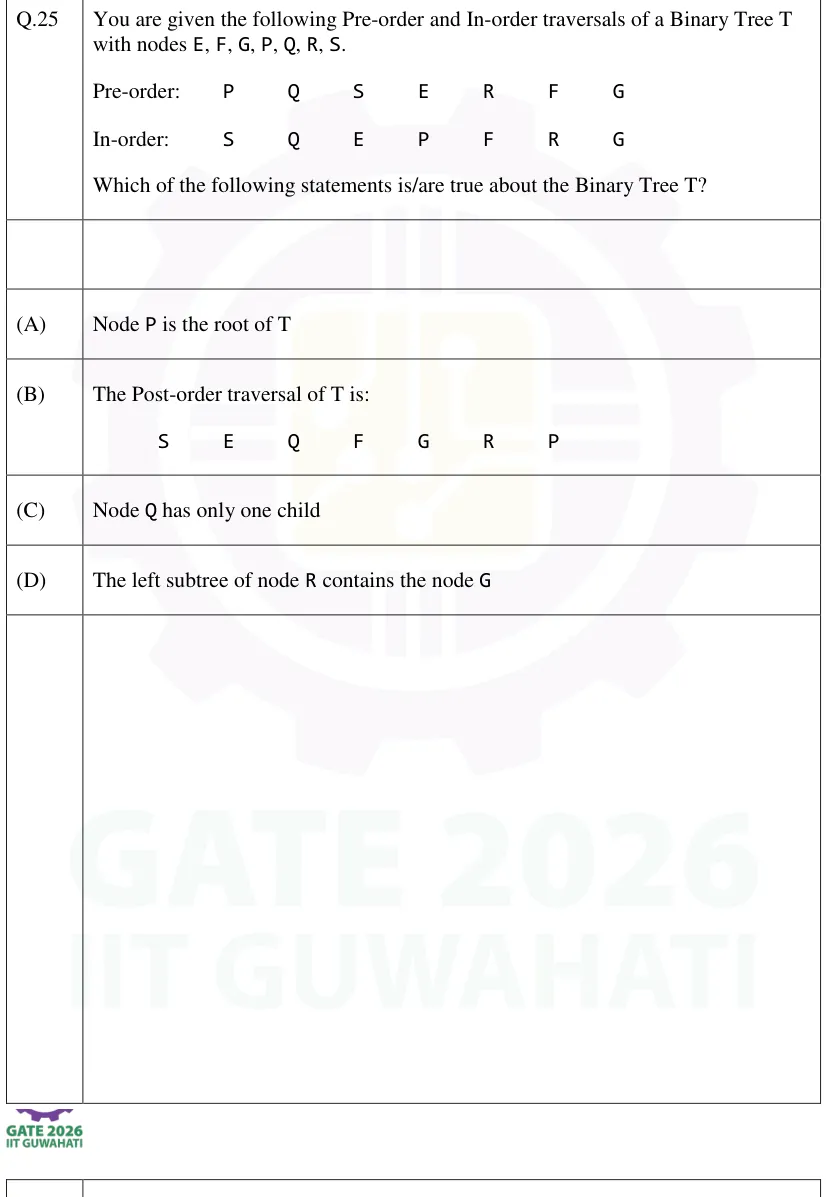 Q.25 You are given the following Pre-order and In-order traversals of a Binary Tree T
with nodes E, F, G, P, Q, R, S.
Pre-order: P Q S E R F G
In-order: S Q E P F R G
Which of the following statements is/are true about the Binary Tree T?
(A) Node P is the root of T
(B) The Post-order traversal of T is:
S E Q F G R P
(C) Node Q has only one child
(D) The left subtree of node R contains the node G
GATE 2026
IIT GUWAHATI
GATE 2026
IIT GUWAHATI